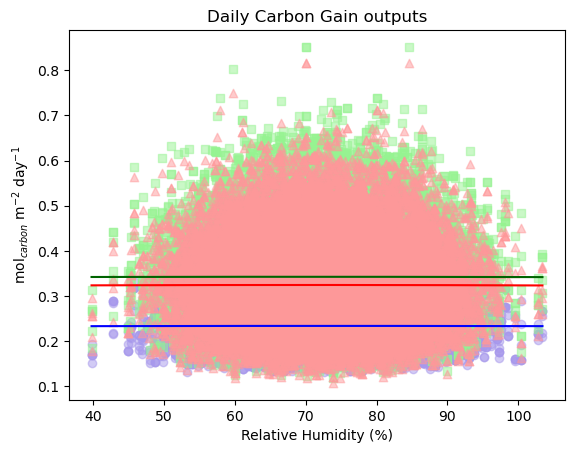 Daily Carbon Gain outputs
mol$_{carbon}$ m$^{-2}$ day$^{-1}$
0.8
0.7
0.6
0.5
0.4
0.3
0.2
0.1
40 50 60 70 80 90 100
Relative Humidity (%)